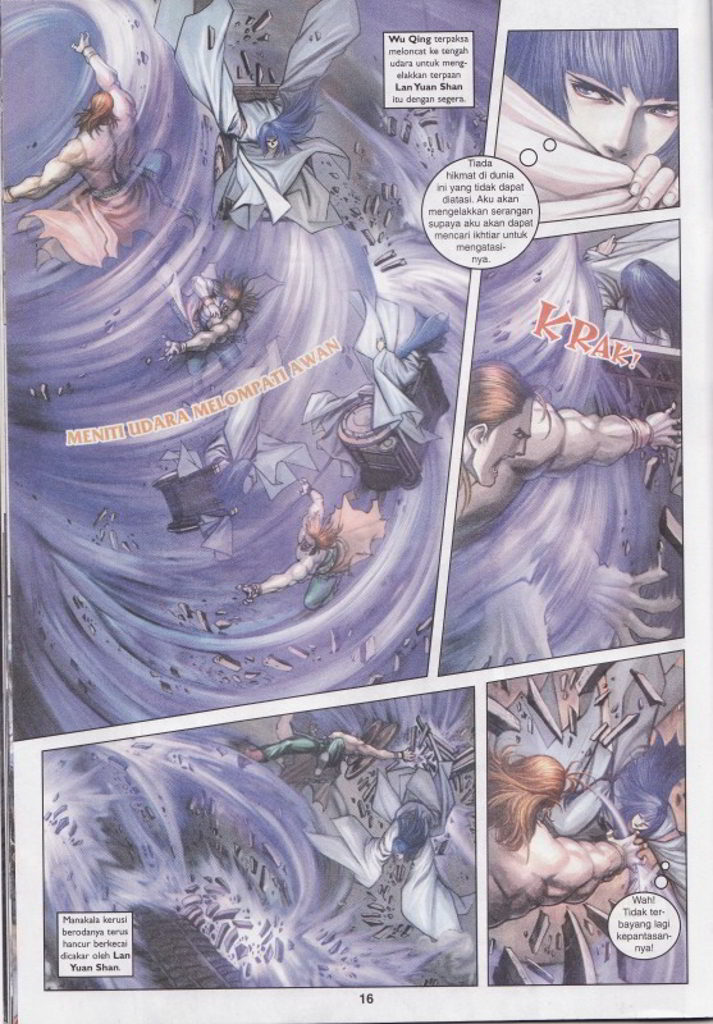 Wu Qing terpaksa
meloncat ke tengah
udara untuk meng-
elakkan terpaan
Lan Yuan Shan
itu dengan segera.
Tiada
hikmat di dunia
ini yang tidak dapat
diatasi. Aku akan
mengelakkan serangan
supaya aku akan dapat
mencari ikhtiar untuk
mengatasi-
nya.
MENITI UDARA MELOMPATI AWAN
KRAK!
Manakala kerusi
berodanya terus
hancur berkecai
dicakar oleh Lan
Yuan Shan.
Wah!
Tidak ter-
bayang lagi
kepantasan-
nya!
16